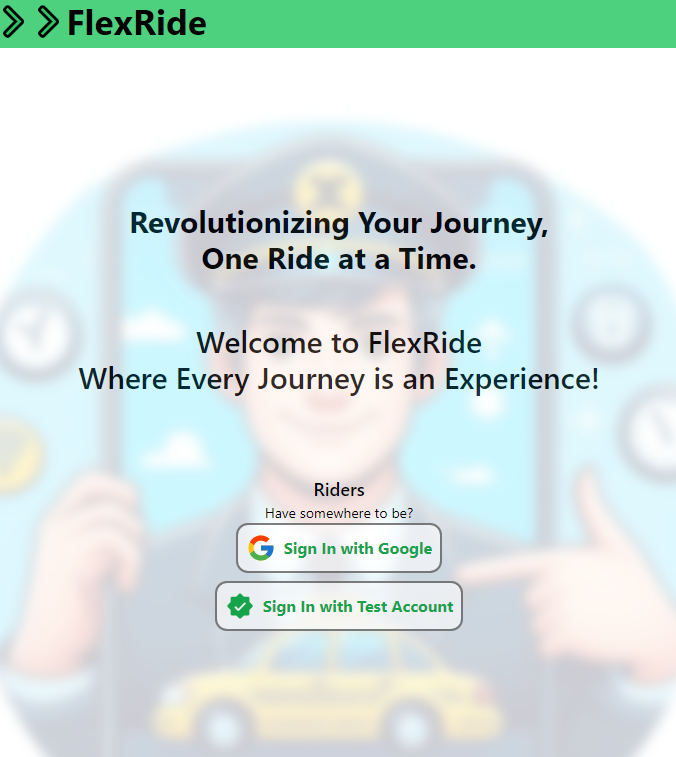 FlexRide
Revolutionizing Your Journey,
One Ride at a Time.
Welcome to FlexRide
Where Every Journey is an Experience!
Riders
Have somewhere to be?
Sign In with Google
Sign In with Test Account